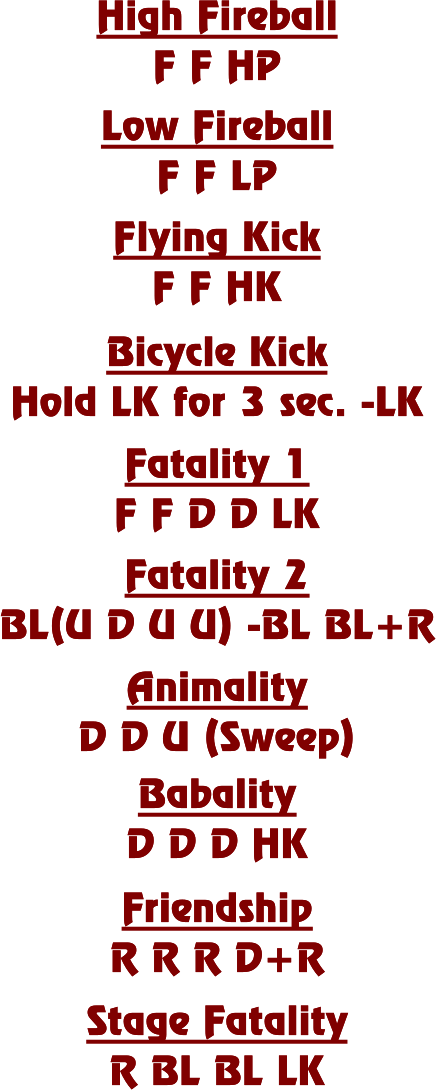 High Fireball
F F HP
Low Fireball
F F LP
Flying Kick
F F HK
Bicycle Kick
Hold LK for 3 sec. -LK
Fatality 1
F F D D LK
Fatality 2
BL(U D U U) -BL BL+R
Animality
D D U (Sweep)
Babality
D D D HK
Friendship
R R R D+R
Stage Fatality
R BL BL LK